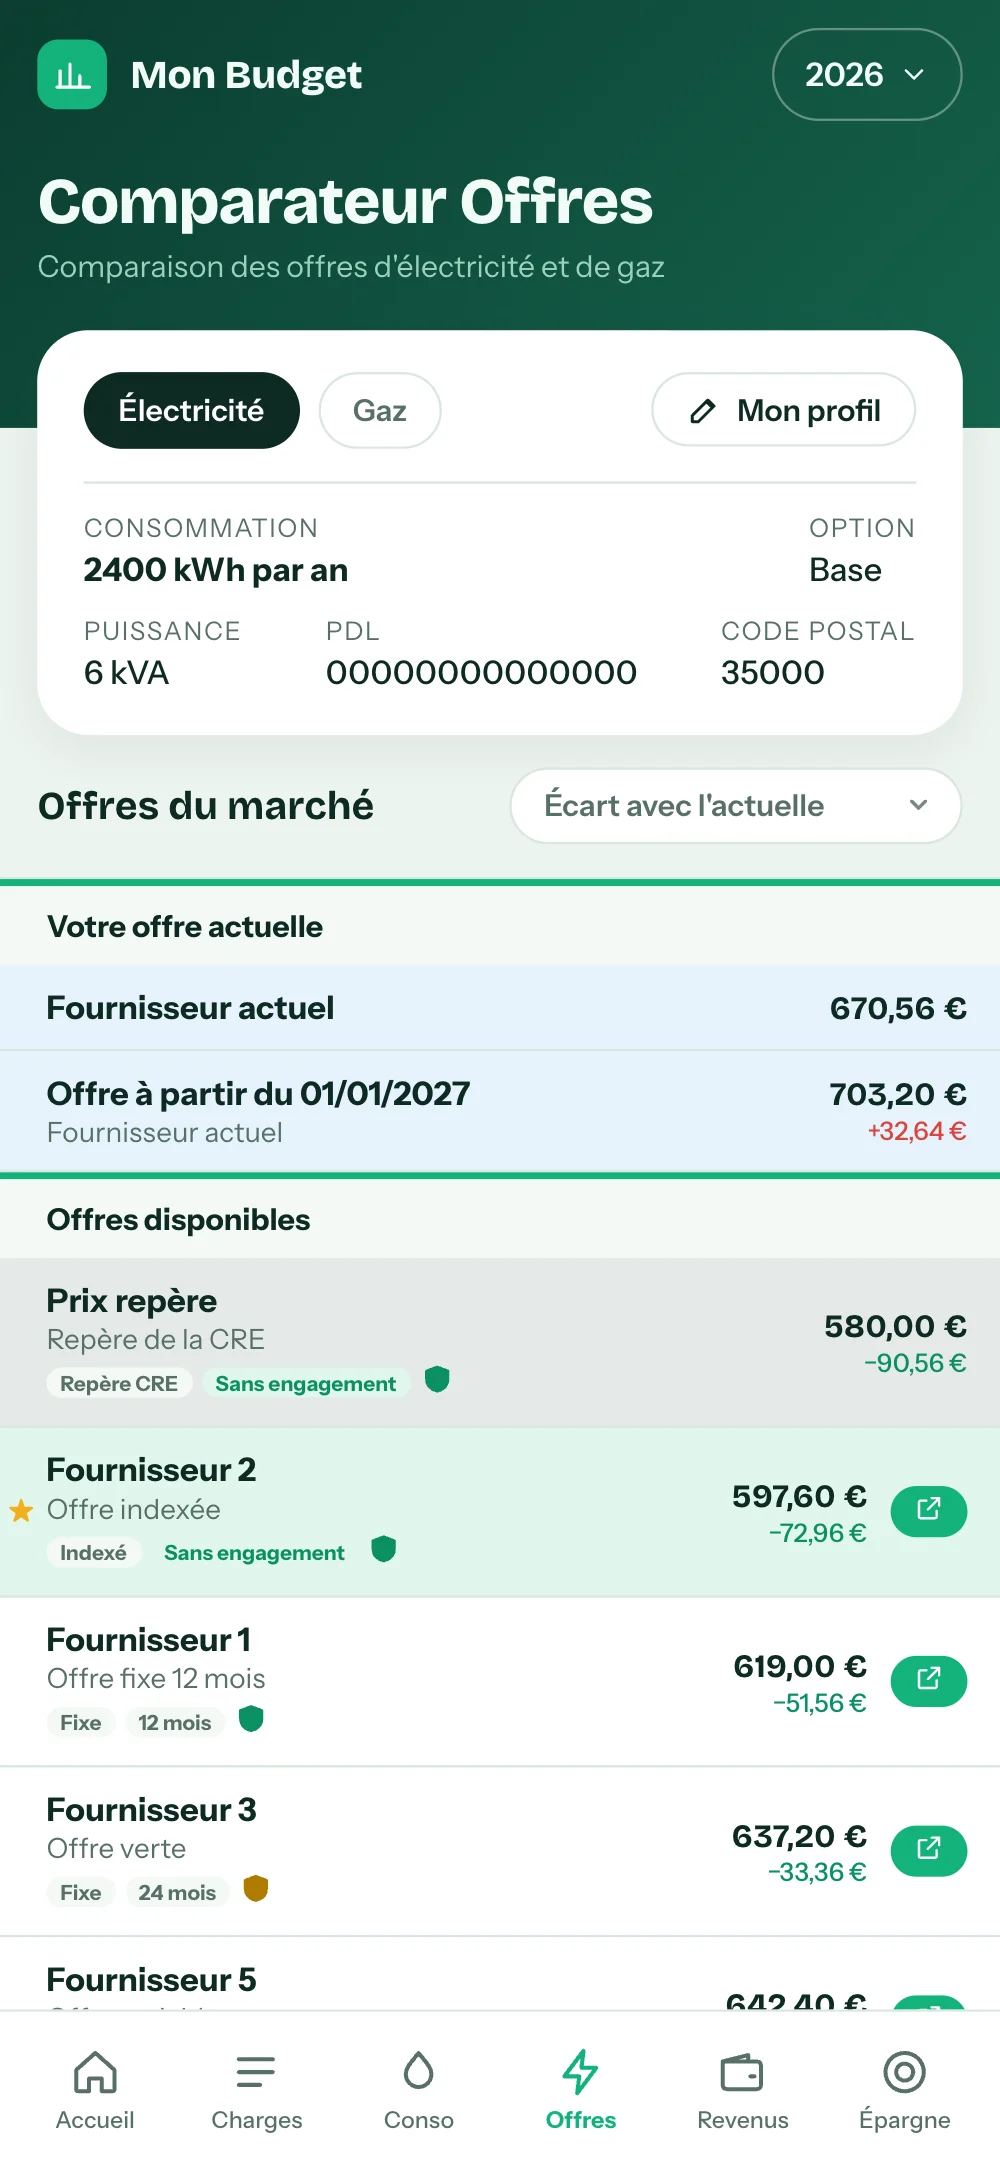 Mon Budget
2026
Comparateur Offres
Comparaison des offres d'électricité et de gaz
Électricité
Gaz
Mon profil
CONSOMMATION
OPTION
2400 kWh par an
Base
PUISSANCE
PDL
CODE POSTAL
6 kVA
00000000000000
35000
Offres du marché
Écart avec l'actuelle
Votre offre actuelle
Fournisseur actuel
670,56 €
Offre à partir du 01/01/2027
703,20 €
Fournisseur actuel
+32,64 €
Offres disponibles
Prix repère
580,00 €
Repère de la CRE
−90,56 €
Repère CRE
Sans engagement
Fournisseur 2
597,60 €
Offre indexée
−72,96 €
Indexé
Sans engagement
Fournisseur 1
619,00 €
Offre fixe 12 mois
−51,56 €
Fixe
12 mois
Fournisseur 3
637,20 €
Offre verte
−33,36 €
Fixe
24 mois
Fournisseur 5
642,40 €
Accueil
Charges
Conso
Offres
Revenus
Épargne